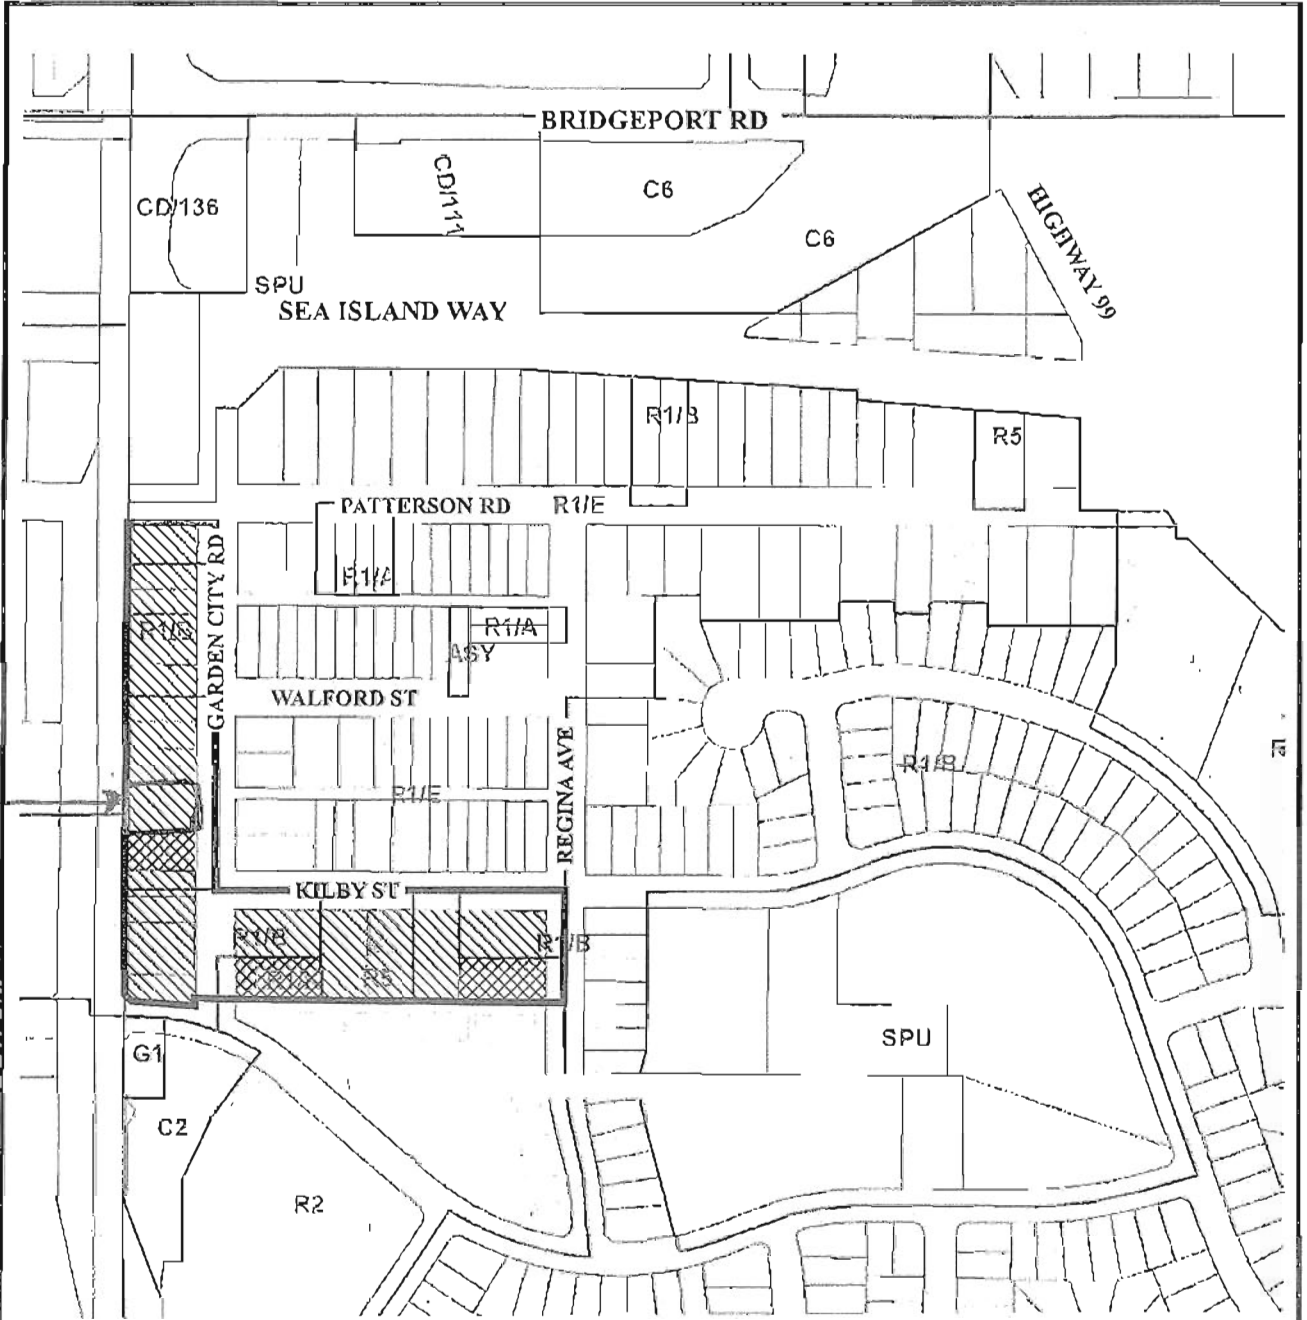 BRIDGEPORT RD
CD/136
CD/111
C6
C6
HIGHWAY 99
SPU
SEA ISLAND WAY
R1/B
R5
PATTERSON RD
R1/E
GARDEN CITY RD
R1/A
R1/A
ASY
WALFORD ST
REGINA AVE
R1/B
R1/E
KILBY ST
R1/B
R1/B
R5
SPU
G1
C2
R2